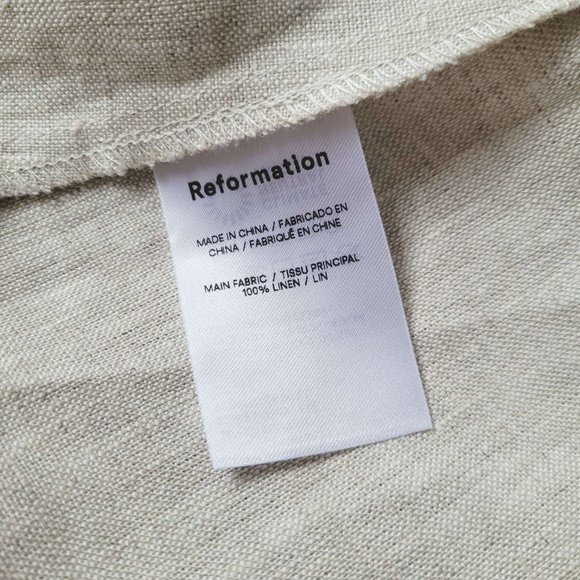 Reformation
MADE IN CHINA / FABRICADO EN
CHINA / FABRIQUÉ EN CHINE
MAIN FABRIC / TISSU PRINCIPAL
100% LINEN / LIN